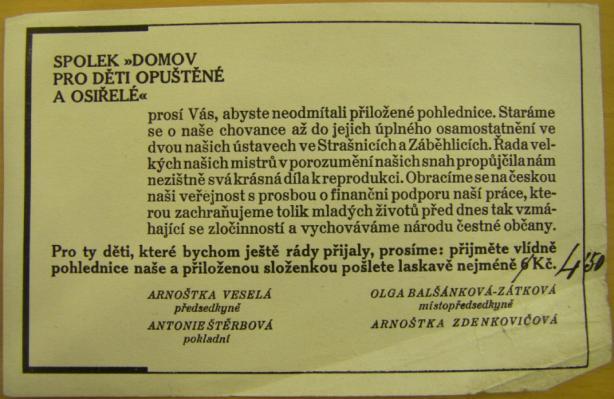 SPOLEK »DOMOV
PRO DĚTI OPUŠTĚNÉ
A OSIŘELÉ«
prosí Vás, abyste neodmítali přiložené pohlednice. Staráme
se o naše chovance až do jejich úplného osamostatnění ve
dvou našich ústavech ve Strašnicích a Záběhlicích. Řada vel-
kých našich mistrů v porozumění našich snah propůjčila nám
nezištně svá krásná díla k reprodukci. Obracíme se na českou
naši veřejnost s prosbou o finanční podporu naší práce, kte-
rou zachraňujeme tolik mladých životů před dnes tak vzmá-
hající se zločinností a vychováváme národu čestné občany.
Pro ty děti, které bychom ještě rády přijaly, prosíme: přijměte vlídně
pohlednice naše a přiloženou složenkou pošlete laskavě nejméně 6 Kč. 4˙50
ARNOŠTKA VESELÁ
předsedkyně
OLGA BALŠÁNKOVÁ-ZÁTKOVÁ
místopředsedkyně
ANTONIE ŠTĚRBOVÁ
pokladní
ARNOŠTKA ZDENKOVIČOVÁ